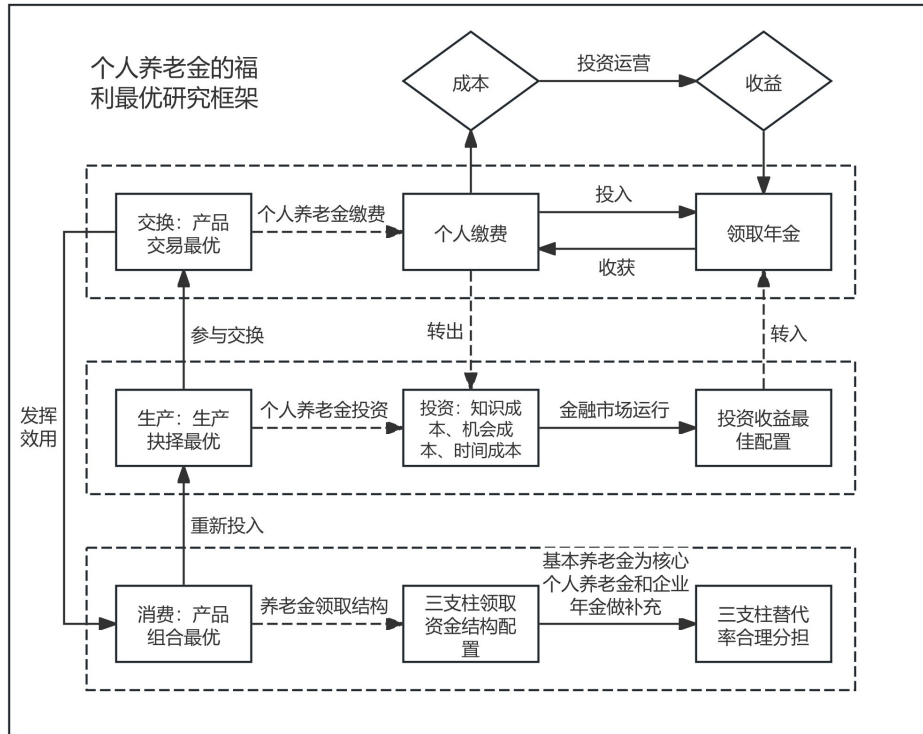 个人养老金的福
利最优研究框架
成本
投资运营
收益
交换：产品
交易最优
个人养老金缴费
个人缴费
投入
收获
领取年金
参与交换
转出
转入
发挥
效用
生产：生产
抉择最优
个人养老金投资
投资：知识成
本、机会成
本、时间成本
金融市场运行
投资收益最
佳配置
重新投入
消费：产品
组合最优
养老金领取结构
三支柱领取
资金结构配
置
基本养老金为核心
个人养老金和企业
年金做补充
三支柱替代
率合理分担